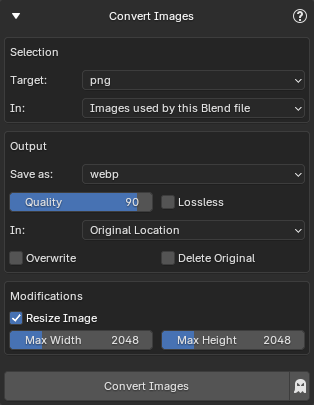 Convert Images ?
Selection
Target: png
In: Images used by this Blend file
Output
Save as: webp
Quality 90 Lossless
In: Original Location
Overwrite Delete Original
Modifications
Resize Image
Max Width 2048 Max Height 2048
Convert Images